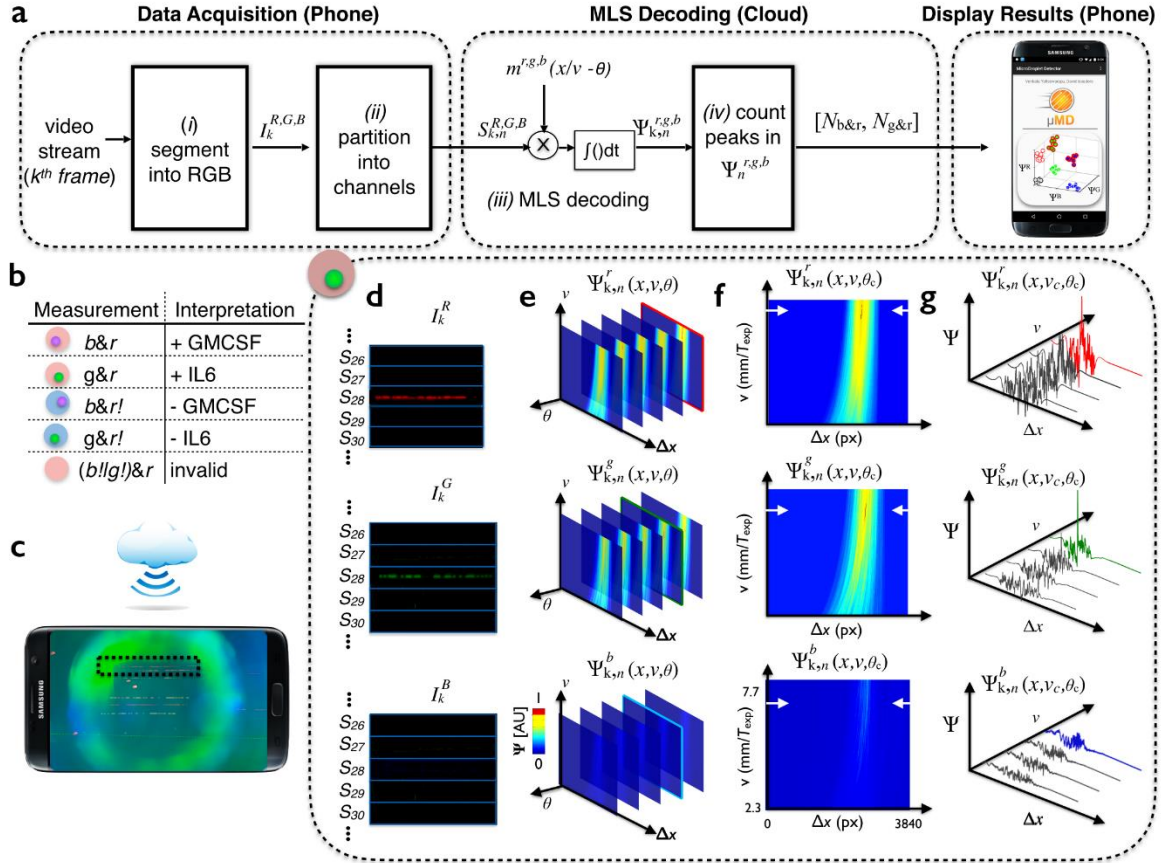 a
Data Acquisition (Phone)
MLS Decoding (Cloud)
Display Results (Phone)
video
stream
(kth frame)
(i)
segment
into RGB
I_k^{R,G,B}
(ii)
partition
into
channels
m^{r,g,b}(x/v -θ)
S_{k,n}^{R,G,B}
X
∫()dt
Ψ_{k,n}^{r,g,b}
(iii) MLS decoding
(iv) count
peaks in
Ψ_n^{r,g,b}
[N_{b&r}, N_{g&r}]
SAMSUNG
μMD
Ψ^R
Ψ^B
Ψ^G
b
Measurement
Interpretation
b&r
+ GMCSF
g&r
+ IL6
b&r!
- GMCSF
g&r!
- IL6
(b!|g!)&r
invalid
c
SAMSUNG
d
I_k^R
S26
S27
S28
S29
S30
I_k^G
S26
S27
S28
S29
S30
I_k^B
S26
S27
S28
S29
S30
e
Ψ_{k,n}^r(x,v,θ)
v
θ
Δx
Ψ_{k,n}^g(x,v,θ)
v
θ
Δx
Ψ_{k,n}^b(x,v,θ)
v
Ψ [AU]
1
0
θ
Δx
f
Ψ_{k,n}^r(x,v,θ_c)
v (mm/T_exp)
Δx (px)
Ψ_{k,n}^g(x,v,θ_c)
v (mm/T_exp)
Δx (px)
Ψ_{k,n}^b(x,v,θ_c)
7.7
v (mm/T_exp)
2.3
0
Δx (px)
3840
g
Ψ_{k,n}^r(x,v_c,θ_c)
Ψ
v
Δx
Ψ_{k,n}^g(x,v_c,θ_c)
Ψ
v
Δx
Ψ_{k,n}^b(x,v_c,θ_c)
Ψ
v
Δx